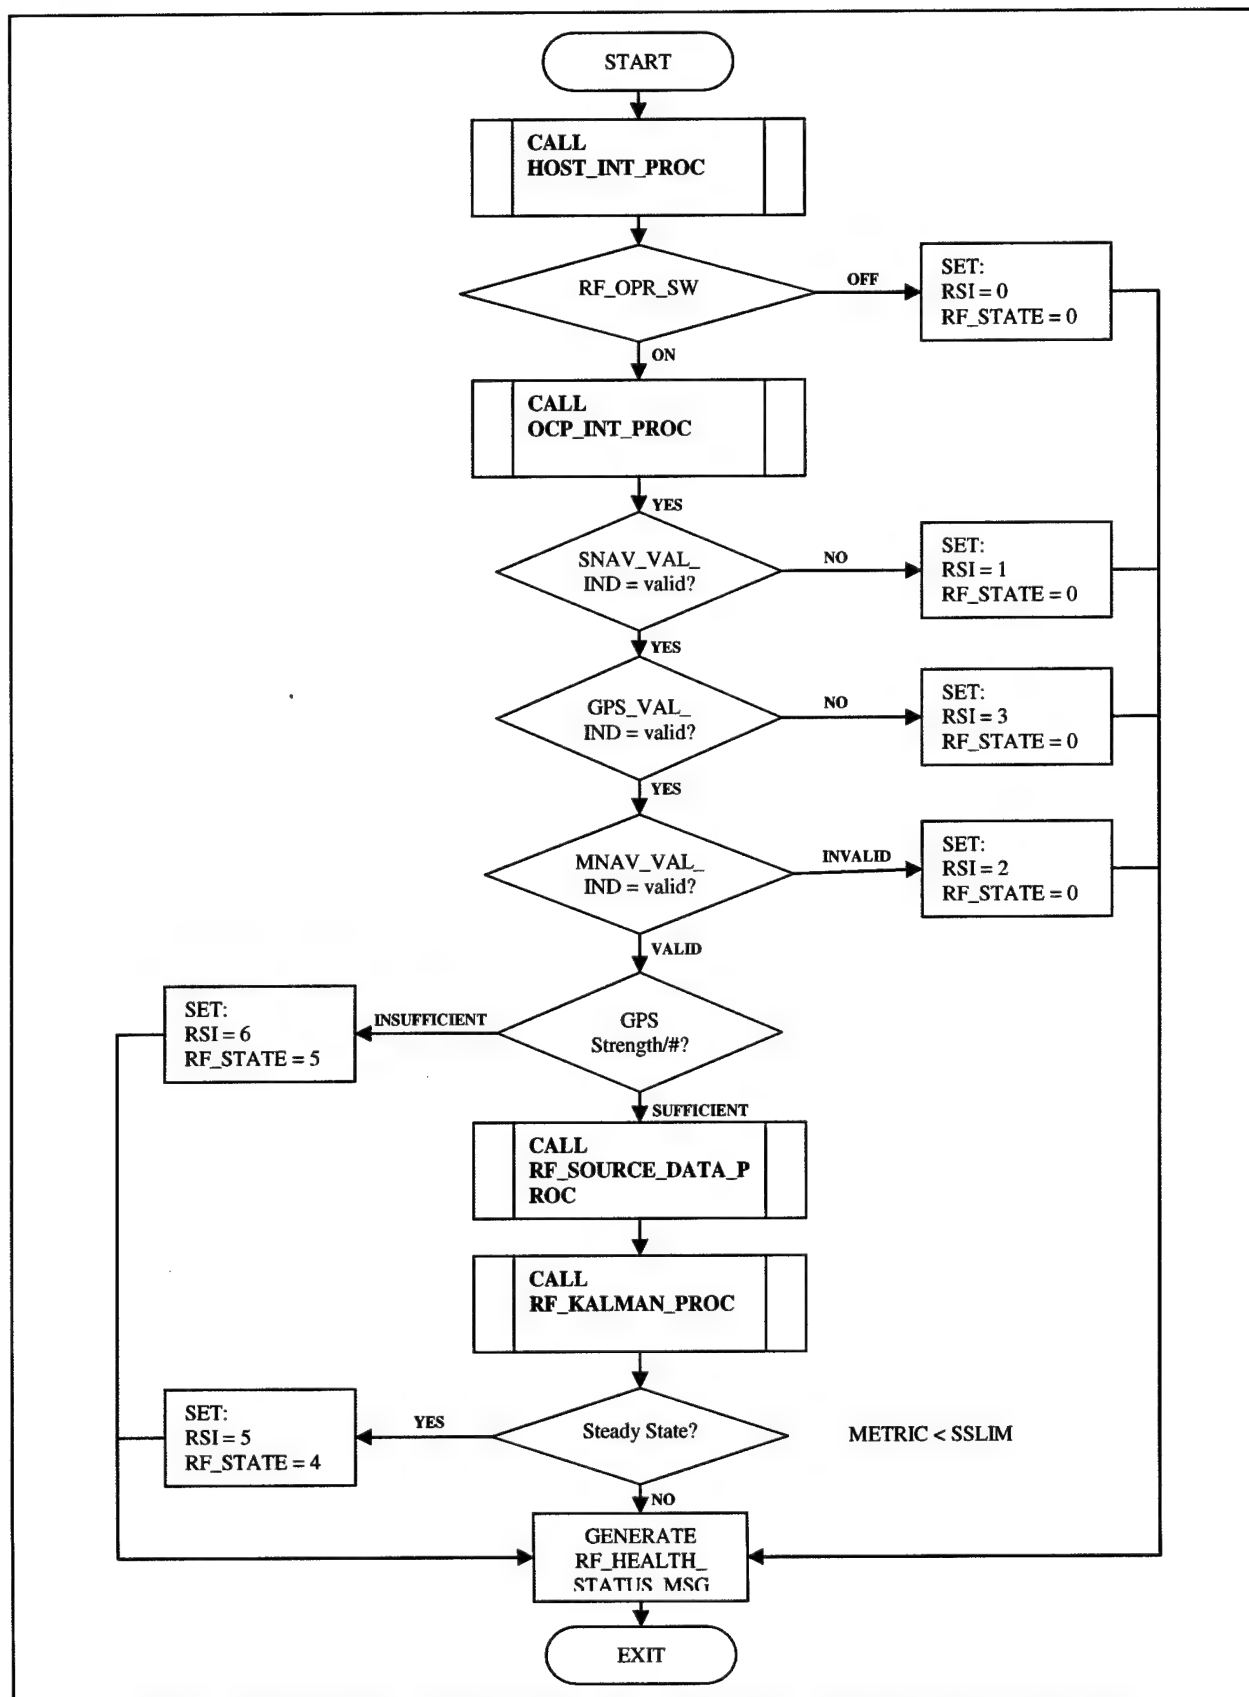 START
CALL
HOST_INT_PROC
RF_OPR_SW
OFF
SET:
RSI = 0
RF_STATE = 0
ON
CALL
OCP_INT_PROC
YES
SNAV_VAL_
IND = valid?
NO
SET:
RSI = 1
RF_STATE = 0
YES
GPS_VAL_
IND = valid?
NO
SET:
RSI = 3
RF_STATE = 0
YES
MNAV_VAL_
IND = valid?
INVALID
SET:
RSI = 2
RF_STATE = 0
VALID
GPS
Strength/#?
INSUFFICIENT
SET:
RSI = 6
RF_STATE = 5
SUFFICIENT
CALL
RF_SOURCE_DATA_P
ROC
CALL
RF_KALMAN_PROC
Steady State?
METRIC < SSLIM
YES
SET:
RSI = 5
RF_STATE = 4
NO
GENERATE
RF_HEALTH_
STATUS_MSG
EXIT